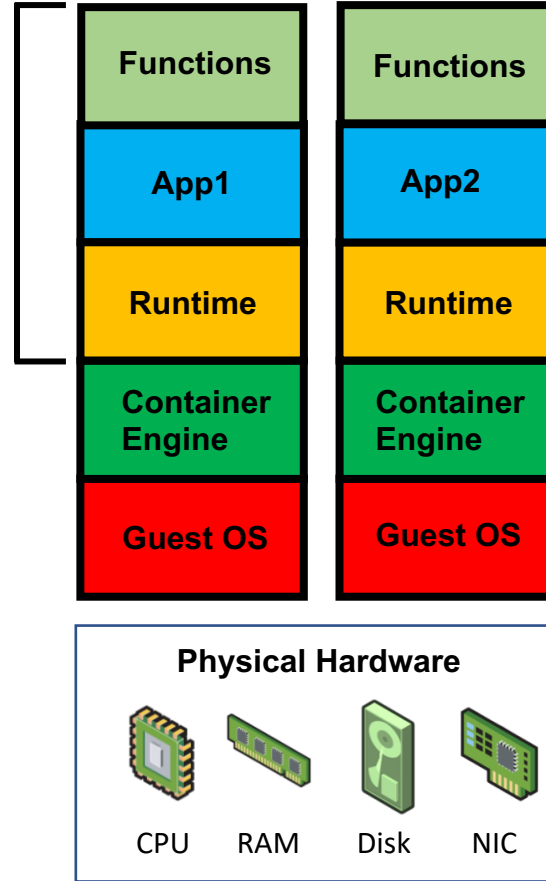 Functions
App1
Runtime
Container
Engine
Guest OS
Functions
App2
Runtime
Container
Engine
Guest OS
Physical Hardware
CPU RAM Disk NIC